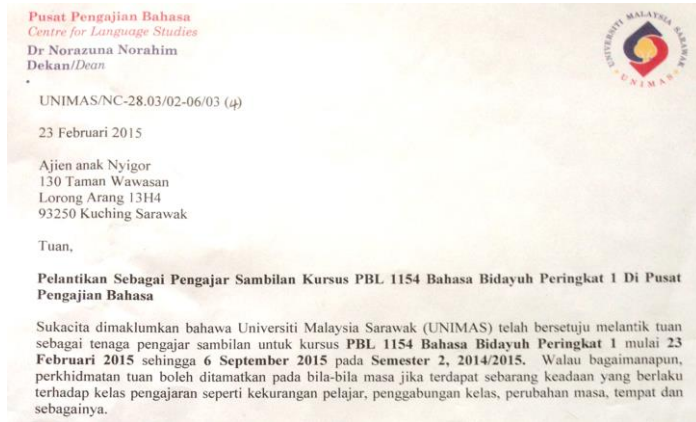 Pusat Pengajian Bahasa
Centre for Language Studies
Dr Norazuna Norahim
Dekan/Dean
UNIVERSITI MALAYSIA SARAWAK
UNIMAS
UNIMAS/NC-28.03/02-06/03 (4)
23 Februari 2015
Ajien anak Nyigor
130 Taman Wawasan
Lorong Arang 13H4
93250 Kuching Sarawak
Tuan,
Pelantikan Sebagai Pengajar Sambilan Kursus PBL 1154 Bahasa Bidayuh Peringkat 1 Di Pusat
Pengajian Bahasa
Sukacita dimaklumkan bahawa Universiti Malaysia Sarawak (UNIMAS) telah bersetuju melantik tuan
sebagai tenaga pengajar sambilan untuk kursus PBL 1154 Bahasa Bidayuh Peringkat 1 mulai 23
Februari 2015 sehingga 6 September 2015 pada Semester 2, 2014/2015. Walau bagaimanapun,
perkhidmatan tuan boleh ditamatkan pada bila-bila masa jika terdapat sebarang keadaan yang berlaku
terhadap kelas pengajaran seperti kekurangan pelajar, penggabungan kelas, perubahan masa, tempat dan
sebagainya.